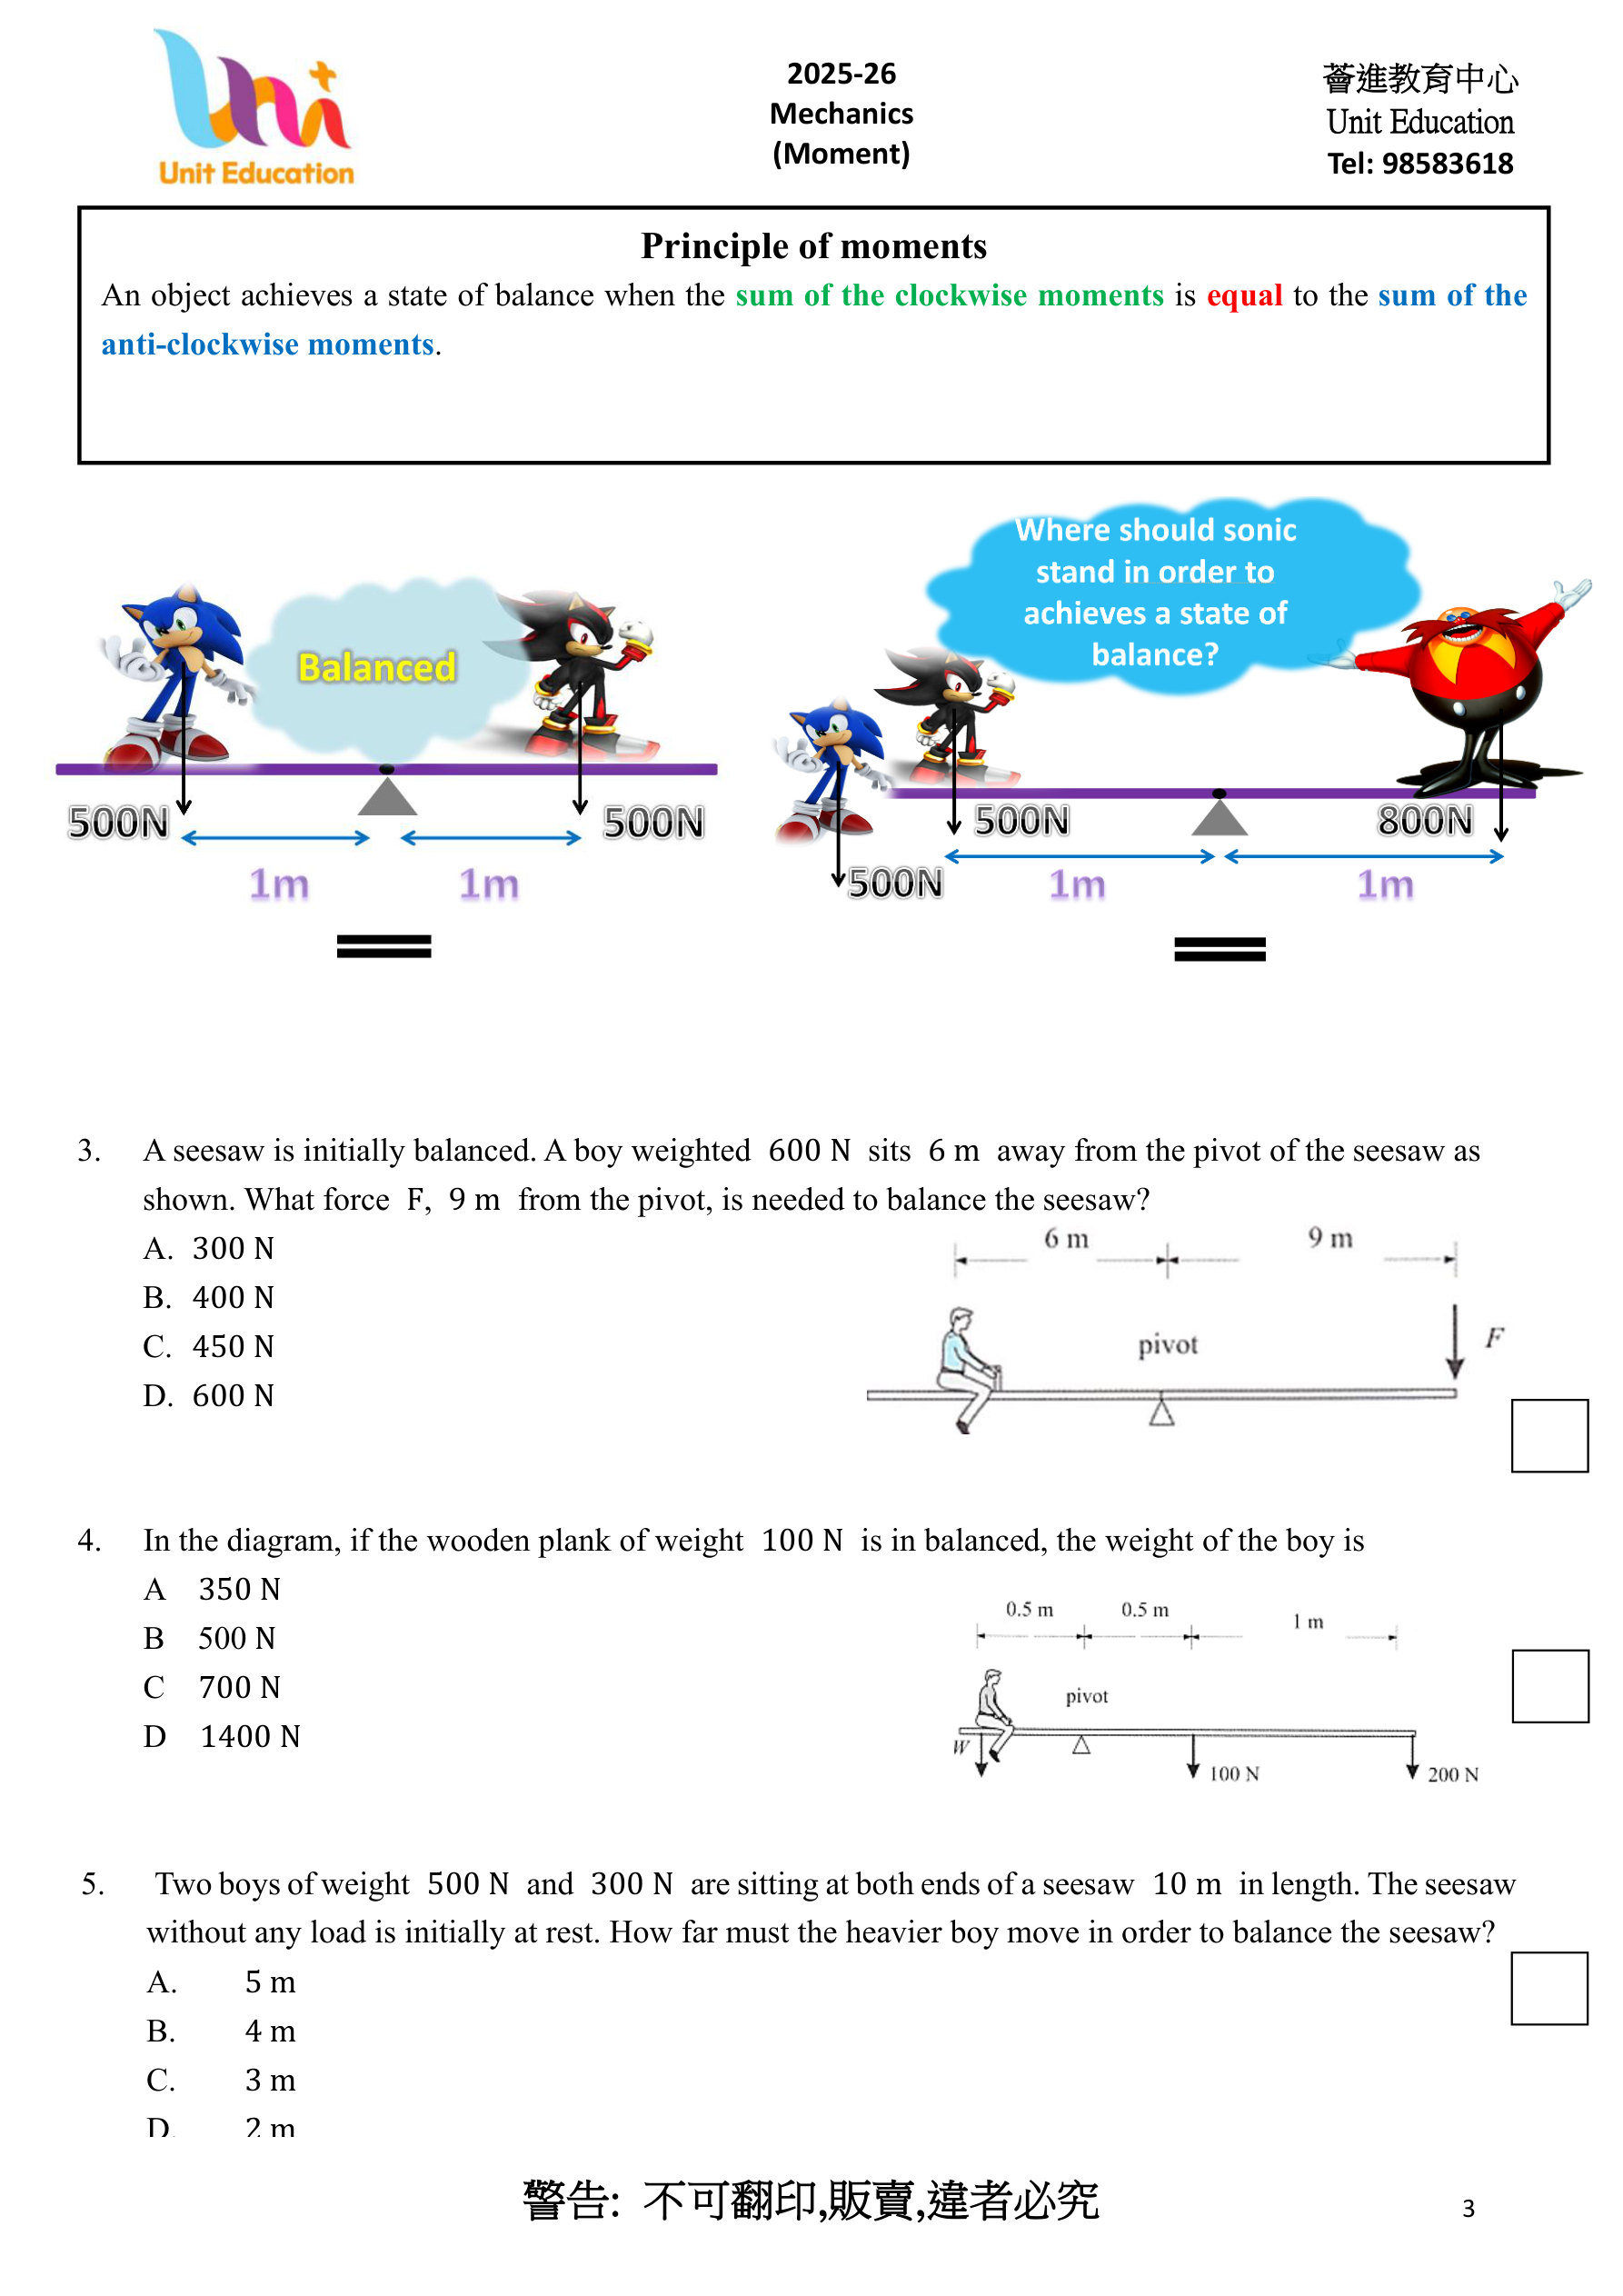 Unit Education
2025-26
Mechanics
(Moment)
薈進教育中心
Unit Education
Tel: 98583618
Principle of moments
An object achieves a state of balance when the sum of the clockwise moments is equal to the sum of the
anti-clockwise moments.
Balanced
500N
500N
1m
1m
Where should sonic
stand in order to
achieves a state of
balance?
500N
800N
500N
1m
1m
3. A seesaw is initially balanced. A boy weighted 600 N sits 6 m away from the pivot of the seesaw as
shown. What force F, 9 m from the pivot, is needed to balance the seesaw?
A. 300 N
B. 400 N
C. 450 N
D. 600 N
6 m
9 m
pivot
F
4. In the diagram, if the wooden plank of weight 100 N is in balanced, the weight of the boy is
A 350 N
B 500 N
C 700 N
D 1400 N
0.5 m
0.5 m
1 m
pivot
W
100 N
200 N
5. Two boys of weight 500 N and 300 N are sitting at both ends of a seesaw 10 m in length. The seesaw
without any load is initially at rest. How far must the heavier boy move in order to balance the seesaw?
A. 5 m
B. 4 m
C. 3 m
D. 2 m
警告: 不可翻印,販賣,違者必究
3